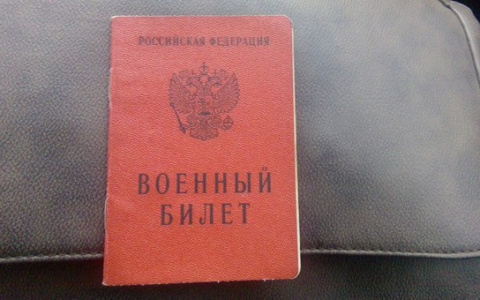 РОССИЙСКАЯ ФЕДЕРАЦИЯ
ВОЕННЫЙ
БИЛЕТ